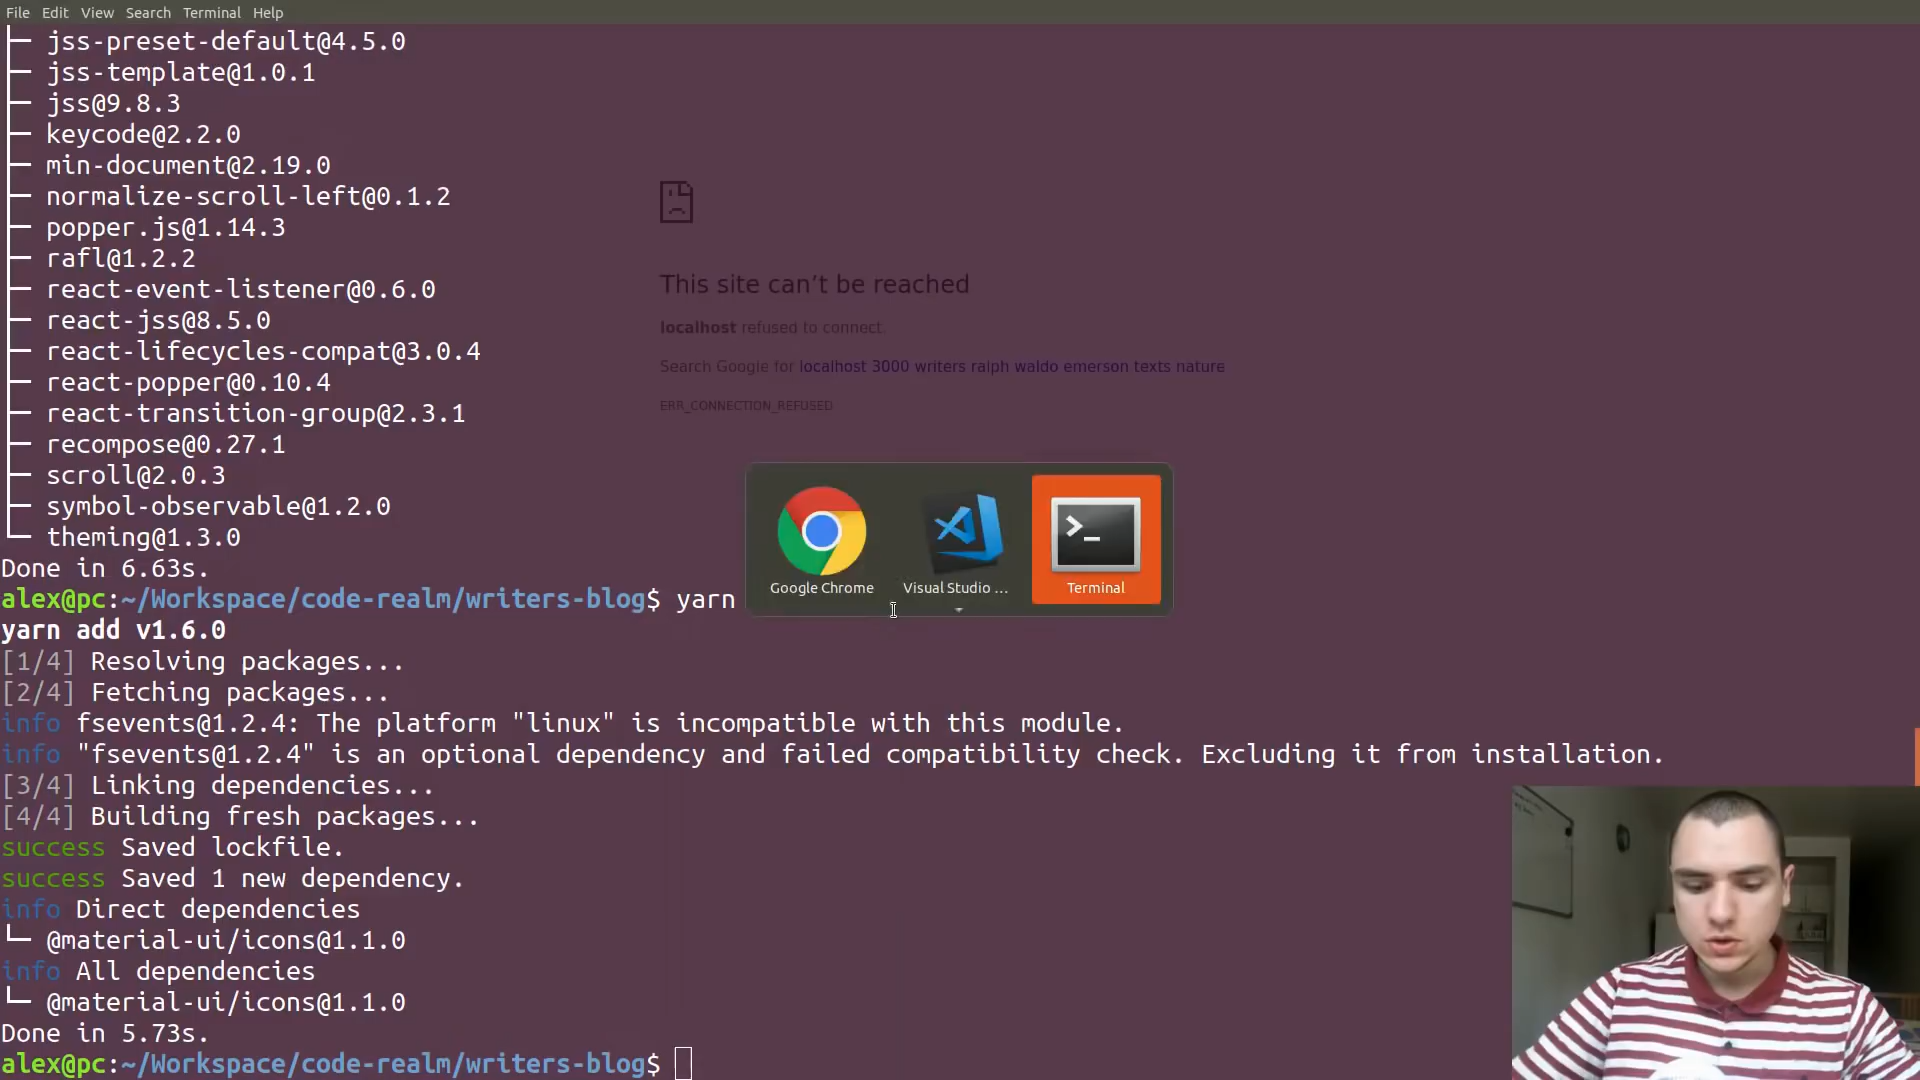 File Edit View Search Terminal Help
├─ jss-preset-default@4.5.0
├─ jss-template@1.0.1
├─ jss@9.8.3
├─ keycode@2.2.0
├─ min-document@2.19.0
├─ normalize-scroll-left@0.1.2
├─ popper.js@1.14.3
├─ rafl@1.2.2
├─ react-event-listener@0.6.0
├─ react-jss@8.5.0
├─ react-lifecycles-compat@3.0.4
├─ react-popper@0.10.4
├─ react-transition-group@2.3.1
├─ recompose@0.27.1
├─ scroll@2.0.3
├─ symbol-observable@1.2.0
└─ theming@1.3.0
Done in 6.63s.
alex@pc:~/Workspace/code-realm/writers-blog$ yarn
yarn add v1.6.0
[1/4] Resolving packages...
[2/4] Fetching packages...
info fsevents@1.2.4: The platform "linux" is incompatible with this module.
info "fsevents@1.2.4" is an optional dependency and failed compatibility check. Excluding it from installation.
[3/4] Linking dependencies...
[4/4] Building fresh packages...
success Saved lockfile.
success Saved 1 new dependency.
info Direct dependencies
└─ @material-ui/icons@1.1.0
info All dependencies
└─ @material-ui/icons@1.1.0
Done in 5.73s.
alex@pc:~/Workspace/code-realm/writers-blog$
This site can't be reached
localhost refused to connect.
Search Google for localhost 3000 writers ralph waldo emerson texts nature
ERR_CONNECTION_REFUSED
Google Chrome
Visual Studio ...
Terminal